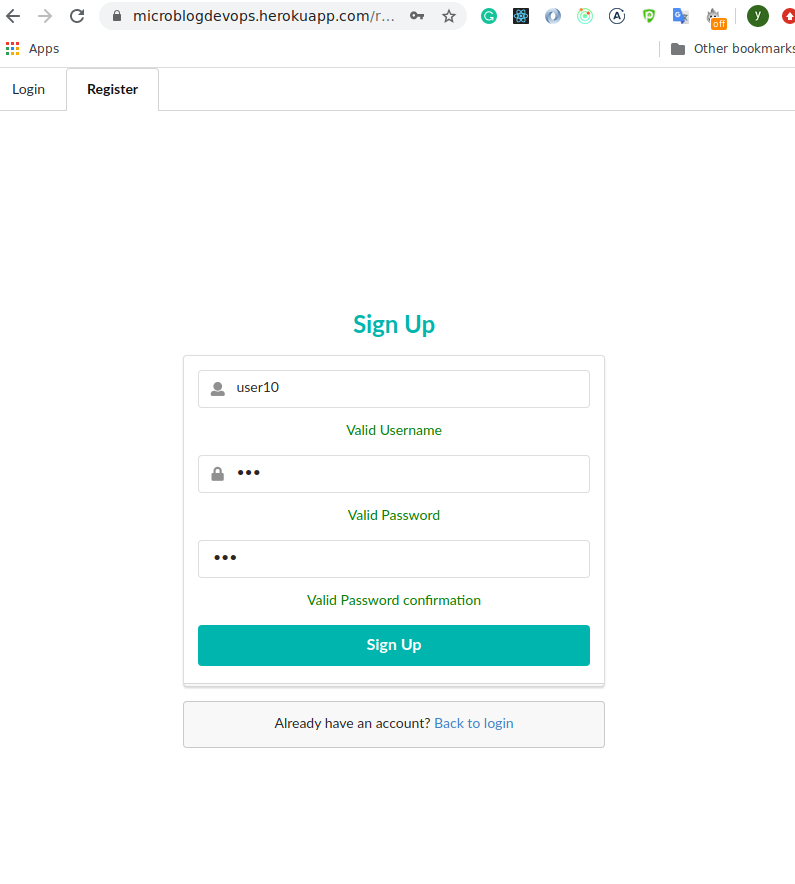 microblogdevops.herokuapp.com/r...
off
y
Apps
Other bookmarks
Login
Register
Sign Up
user10
Valid Username
•••
Valid Password
•••
Valid Password confirmation
Sign Up
Already have an account? Back to login